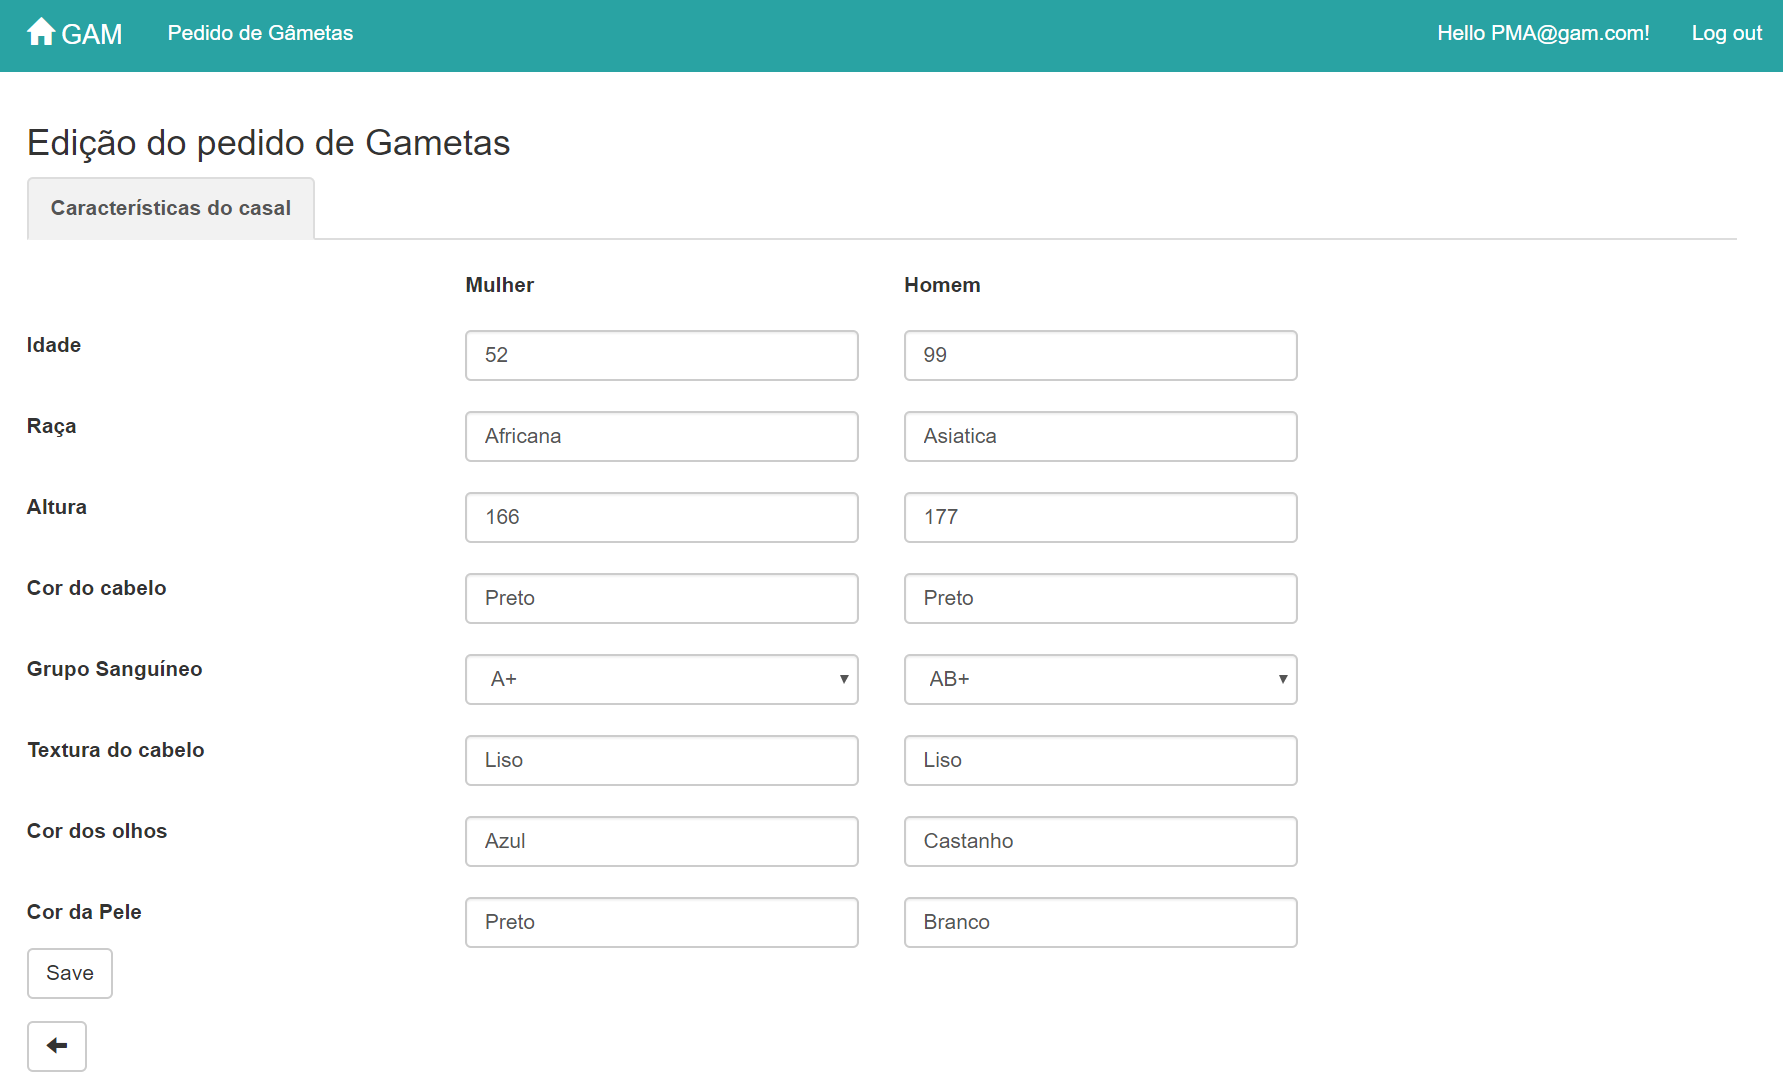 GAM Pedido de Gâmetas Hello PMA@gam.com! Log out
Edição do pedido de Gametas
Características do casal
Mulher Homem
Idade 52 99
Raça Africana Asiatica
Altura 166 177
Cor do cabelo Preto Preto
Grupo Sanguíneo A+ AB+
Textura do cabelo Liso Liso
Cor dos olhos Azul Castanho
Cor da Pele Preto Branco
Save